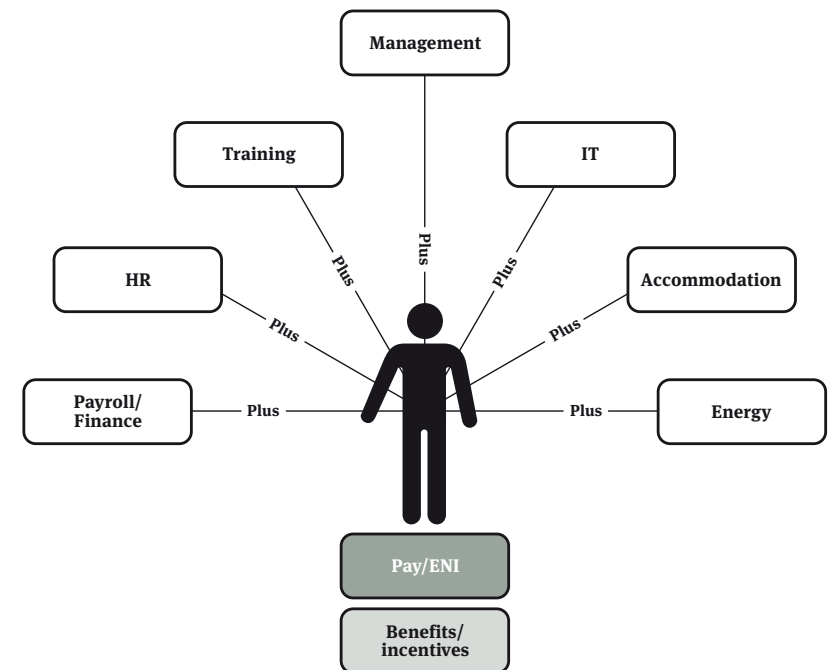 Management
Training
IT
Plus
Plus
Plus
HR
Accommodation
Plus
Plus
Payroll/
Finance
Plus
Plus
Energy
Pay/ENI
Benefits/
incentives